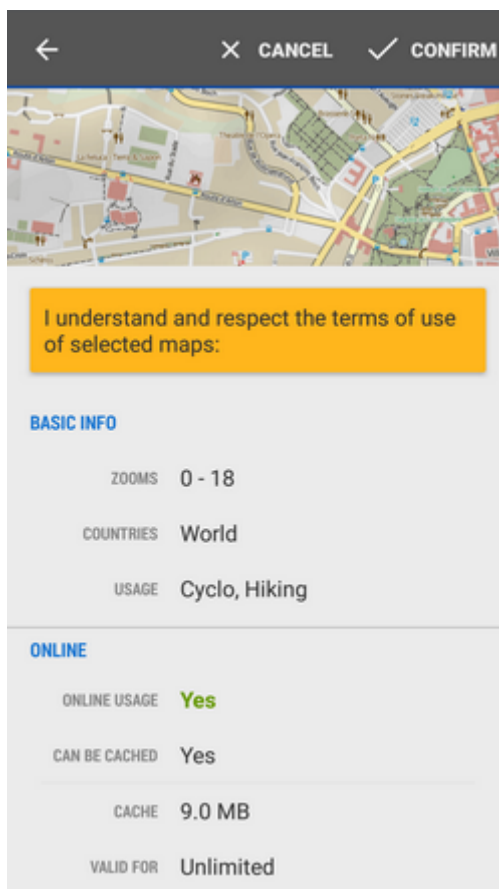 CANCEL CONFIRM
I understand and respect the terms of use
of selected maps:
BASIC INFO
ZOOMS 0 - 18
COUNTRIES World
USAGE Cyclo, Hiking
ONLINE
ONLINE USAGE Yes
CAN BE CACHED Yes
CACHE 9.0 MB
VALID FOR Unlimited